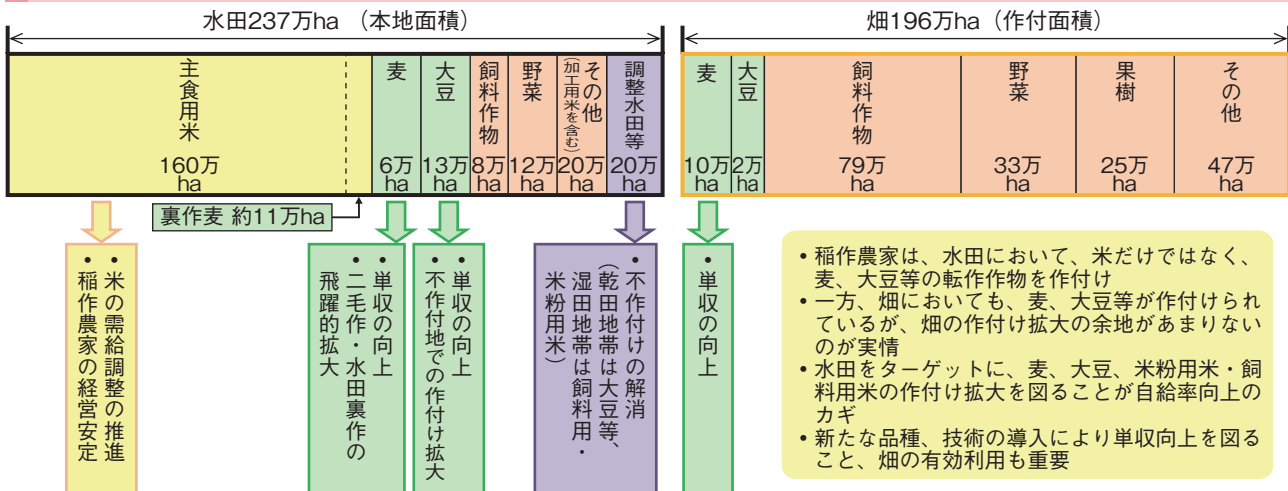 水田237万ha （本地面積）
畑196万ha（作付面積）
主食用米
160万
ha
麦
6万
ha
大豆
13万
ha
飼料作物
8万
ha
野菜
12万
ha
その他
（加工用米を含む）
20万
ha
調整水田等
20万
ha
麦
10万
ha
大豆
2万
ha
飼料作物
79万
ha
野菜
33万
ha
果樹
25万
ha
その他
47万
ha
裏作麦 約11万ha
・米の需給調整の推進
・稲作農家の経営安定
・単収の向上
・二毛作・水田裏作の
飛躍的拡大
・単収の向上
・不作付地での作付け拡大
・不作付けの解消
（乾田地帯は大豆等、
湿田地帯は飼料用・
米粉用米）
・単収の向上
・稲作農家は、水田において、米だけではなく、
麦、大豆等の転作作物を作付け
・一方、畑においても、麦、大豆等が作付けられ
ているが、畑の作付け拡大の余地があまりない
のが実情
・水田をターゲットに、麦、大豆、米粉用米・飼
料用米の作付け拡大を図ることが自給率向上の
カギ
・新たな品種、技術の導入により単収向上を図る
こと、畑の有効利用も重要